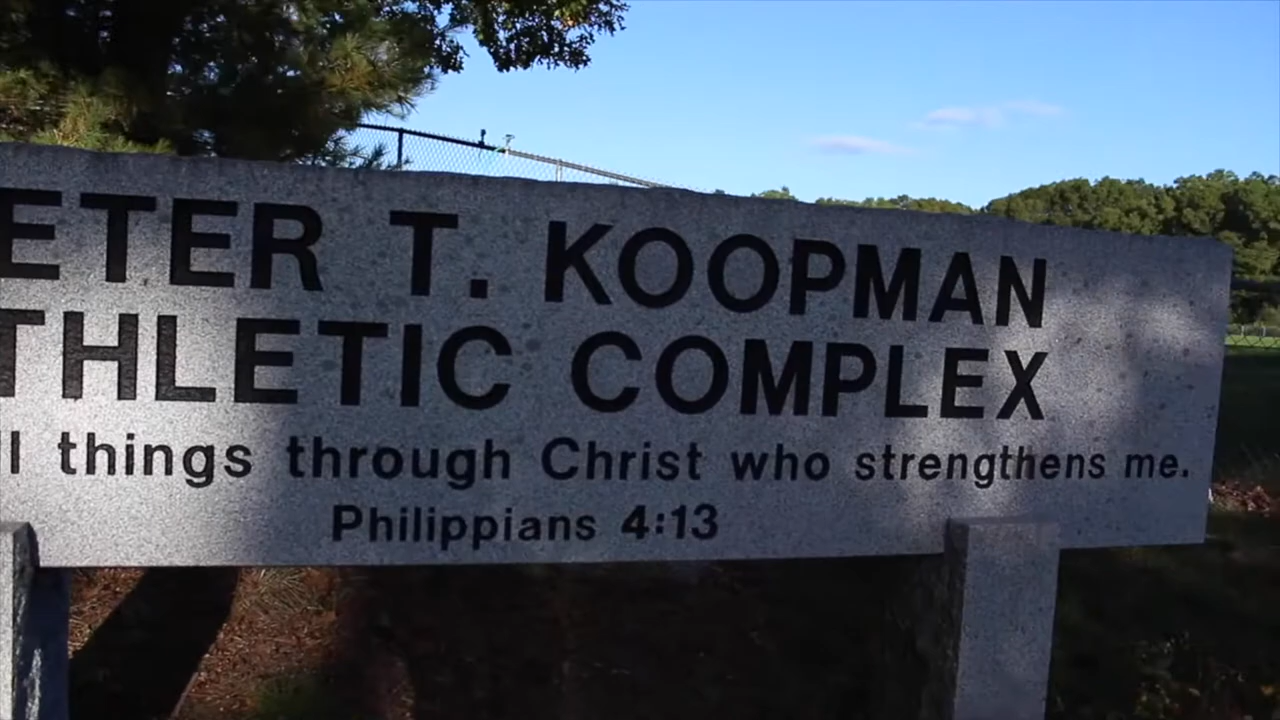 ETER T. KOOPMAN
THLETIC COMPLEX
l things through Christ who strengthens me.
Philippians 4:13